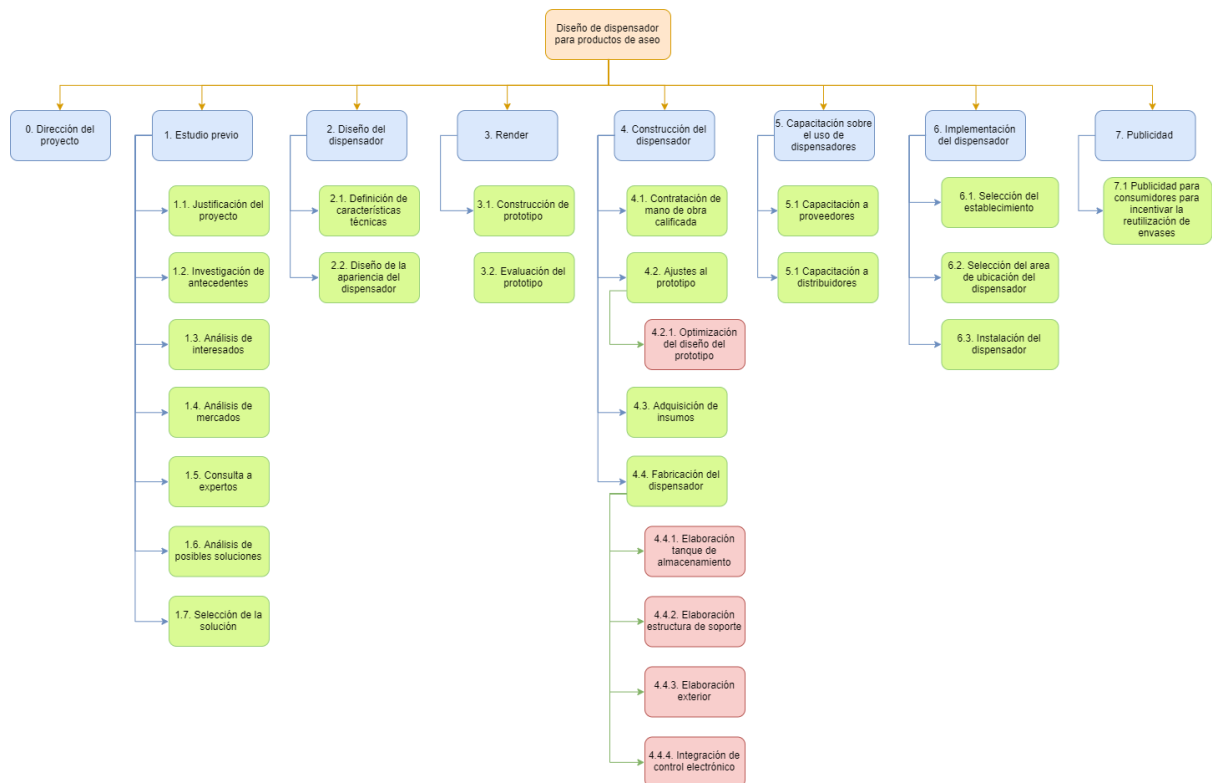 Diseño de dispensador
para productos de aseo
0. Dirección del
proyecto
1. Estudio previo
2. Diseño del
dispensador
3. Render
4. Construcción del
dispensador
5. Capacitación sobre
el uso de
dispensadores
6. Implementación
del dispensador
7. Publicidad
1.1. Justificación del
proyecto
1.2. Investigación de
antecedentes
1.3. Análisis de
interesados
1.4. Análisis de
mercados
1.5. Consulta a
expertos
1.6. Análisis de
posibles soluciones
1.7. Selección de la
solución
2.1. Definición de
características
técnicas
2.2. Diseño de la
apariencia del
dispensador
3.1. Construcción de
prototipo
3.2. Evaluación del
prototipo
4.1. Contratación de
mano de obra
calificada
4.2. Ajustes al
prototipo
4.2.1. Optimización
del diseño del
prototipo
4.3. Adquisición de
insumos
4.4. Fabricación del
dispensador
4.4.1. Elaboración
tanque de
almacenamiento
4.4.2. Elaboración
estructura de soporte
4.4.3. Elaboración
exterior
4.4.4. Integración de
control electrónico
5.1 Capacitación a
proveedores
5.1 Capacitación a
distribuidores
6.1. Selección del
establecimiento
6.2. Selección del area
de ubicación del
dispensador
6.3. Instalación del
dispensador
7.1 Publicidad para
consumidores para
incentivar la
reutilización de
envases